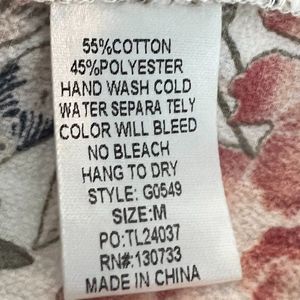 55%COTTON
45%POLYESTER
HAND WASH COLD
WATER SEPARA TELY
COLOR WILL BLEED
NO BLEACH
HANG TO DRY
STYLE: G0549
SIZE:M
PO:TL24037
RN#:130733
MADE IN CHINA